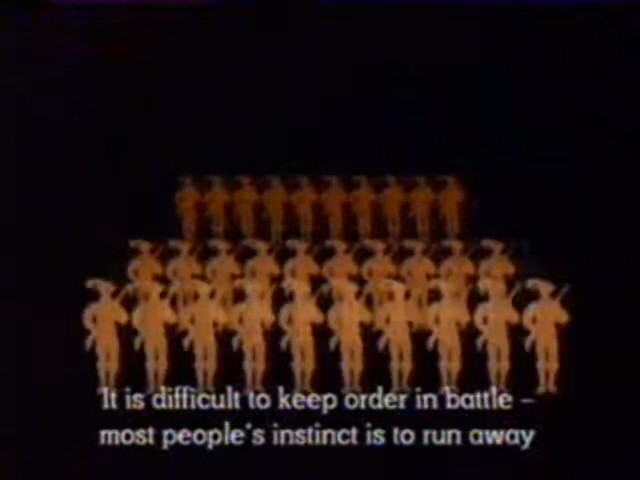 It is difficult to keep order in battle –
most people's instinct is to run away